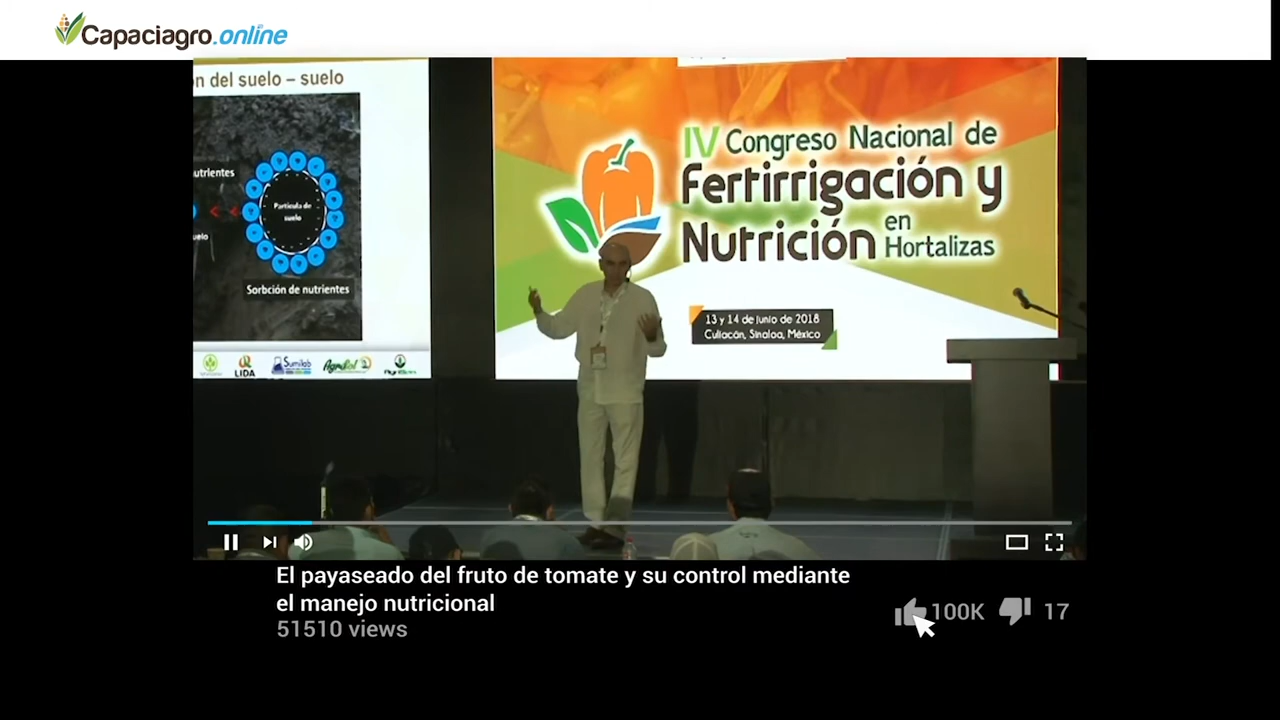 Capaciagro.online
n del suelo – suelo
utrientes
Partícula de
suelo
uelo
Sorbción de nutrientes
LIDA
Sumilab
IV Congreso Nacional de
Fertirrigación y
Nutrición en
Hortalizas
13 y 14 de junio de 2018
Culiacán, Sinaloa, México
El payaseado del fruto de tomate y su control mediante
el manejo nutricional
51510 views
100K
17